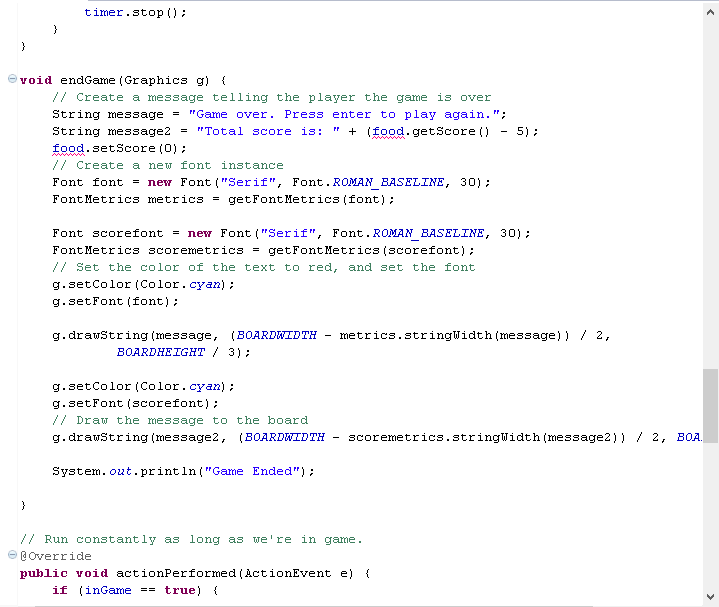 timer.stop();
}
}
void endGame(Graphics g) {
// Create a message telling the player the game is over
String message = "Game over. Press enter to play again.";
String message2 = "Total score is: " + (food.getScore() - 5);
food.setScore(0);
// Create a new font instance
Font font = new Font("Serif", Font.ROMAN_BASELINE, 30);
FontMetrics metrics = getFontMetrics(font);
Font scorefont = new Font("Serif", Font.ROMAN_BASELINE, 30);
FontMetrics scoremetrics = getFontMetrics(scorefont);
// Set the color of the text to red, and set the font
g.setColor(Color.cyan);
g.setFont(font);
g.drawString(message, (BOARDWIDTH - metrics.stringWidth(message)) / 2,
BOARDHEIGHT / 3);
g.setColor(Color.cyan);
g.setFont(scorefont);
// Draw the message to the board
g.drawString(message2, (BOARDWIDTH - scoremetrics.stringWidth(message2)) / 2, BOA
System.out.println("Game Ended");
}
// Run constantly as long as we're in game.
@Override
public void actionPerformed(ActionEvent e) {
if (inGame == true) {